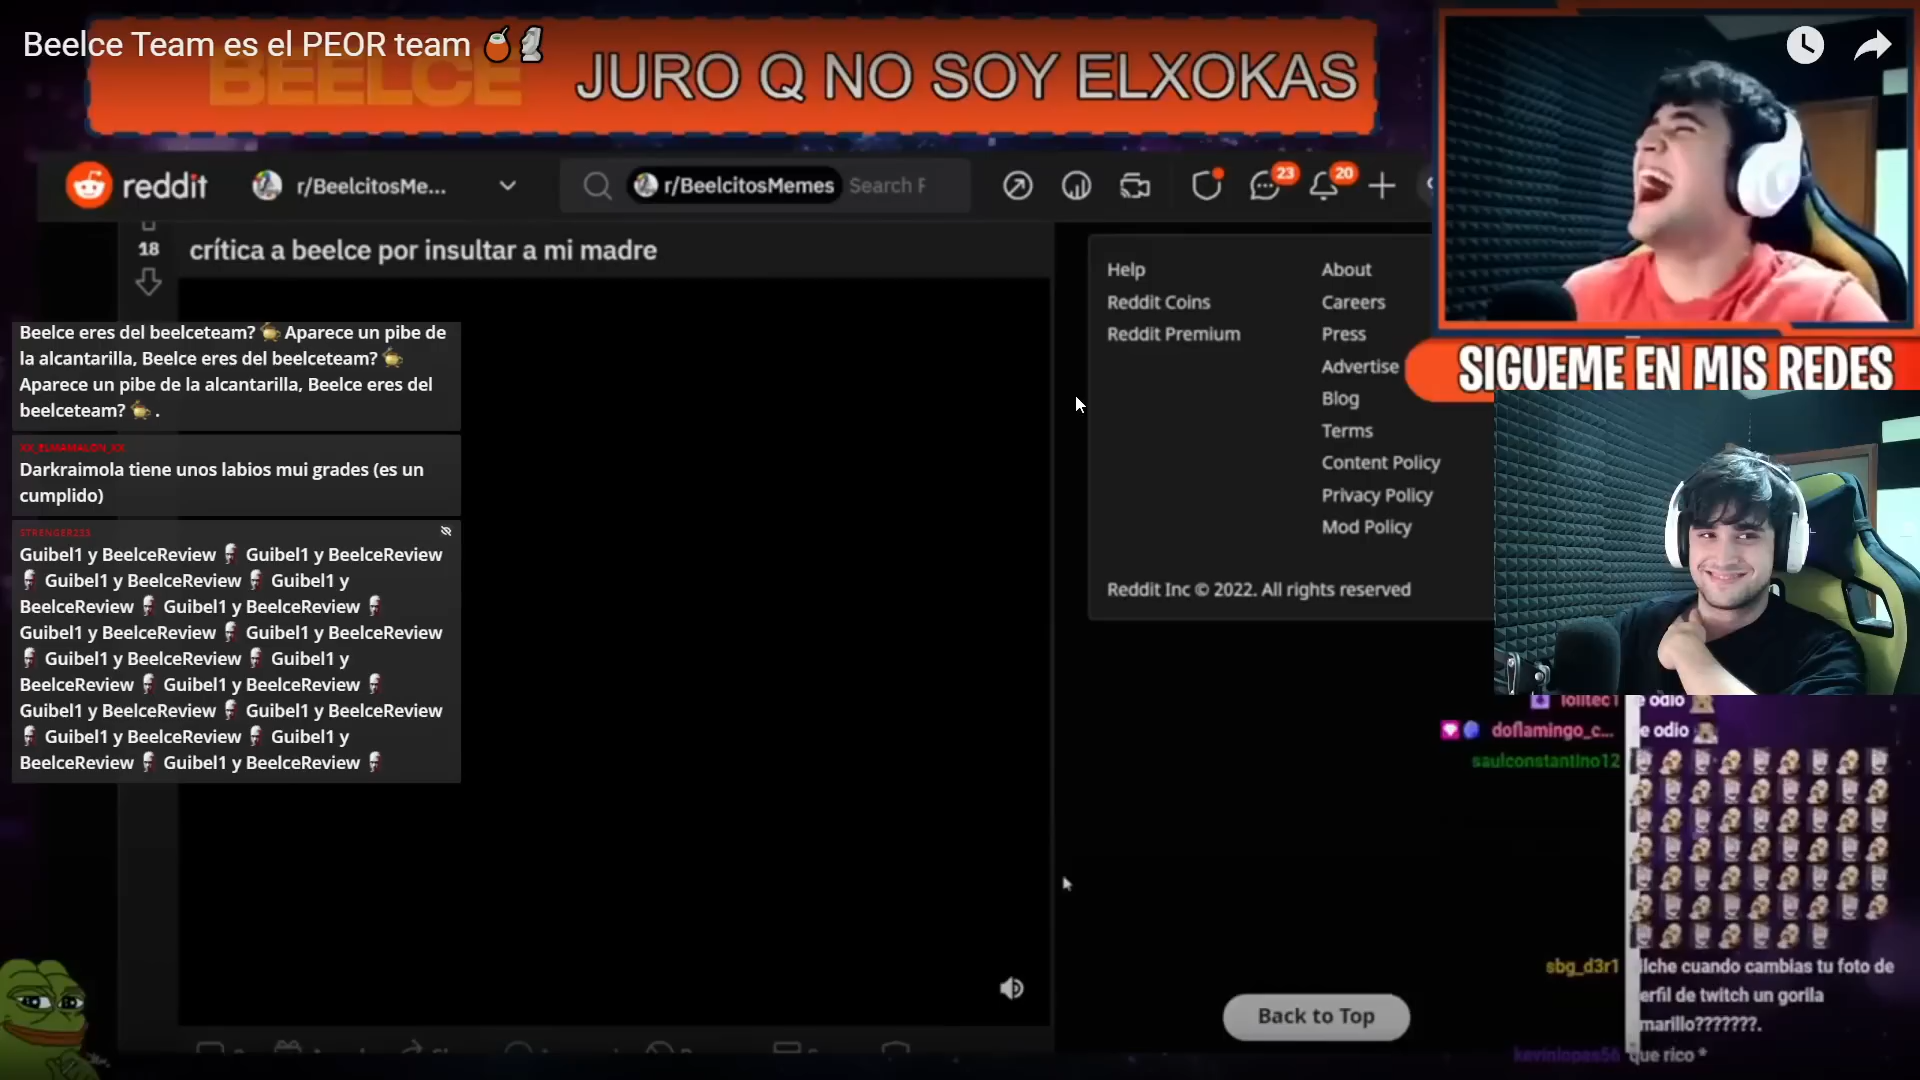 Beelce Team es el PEOR team
BEELCE
JURO Q NO SOY ELXOKAS
reddit
r/BeelcitosMe...
r/BeelcitosMemes
Search
23
20
18
crítica a beelce por insultar a mi madre
Beelce eres del beelceteam? Aparece un pibe de
la alcantarilla, Beelce eres del beelceteam?
Aparece un pibe de la alcantarilla, Beelce eres del
beelceteam? .
XX_ELMAMALON_XX
Darkraimola tiene unos labios mui grades (es un
cumplido)
STRENGER233
Guibel1 y BeelceReview Guibel1 y BeelceReview
Guibel1 y BeelceReview Guibel1 y
BeelceReview Guibel1 y BeelceReview
Guibel1 y BeelceReview Guibel1 y BeelceReview
Guibel1 y BeelceReview Guibel1 y
BeelceReview Guibel1 y BeelceReview
Guibel1 y BeelceReview Guibel1 y BeelceReview
Guibel1 y BeelceReview Guibel1 y
BeelceReview Guibel1 y BeelceReview
Help
Reddit Coins
Reddit Premium
About
Careers
Press
Advertise
Blog
Terms
Content Policy
Privacy Policy
Mod Policy
Reddit Inc © 2022. All rights reserved
Back to Top
SIGUEME EN MIS REDES
lolitec1 e odio
doflamingo_c... e odio
saulconstantino12
sbg_d3r1 ilche cuando cambias tu foto de
erfil de twitch un gorila
marillo???????.
kevinlopas56 que rico *